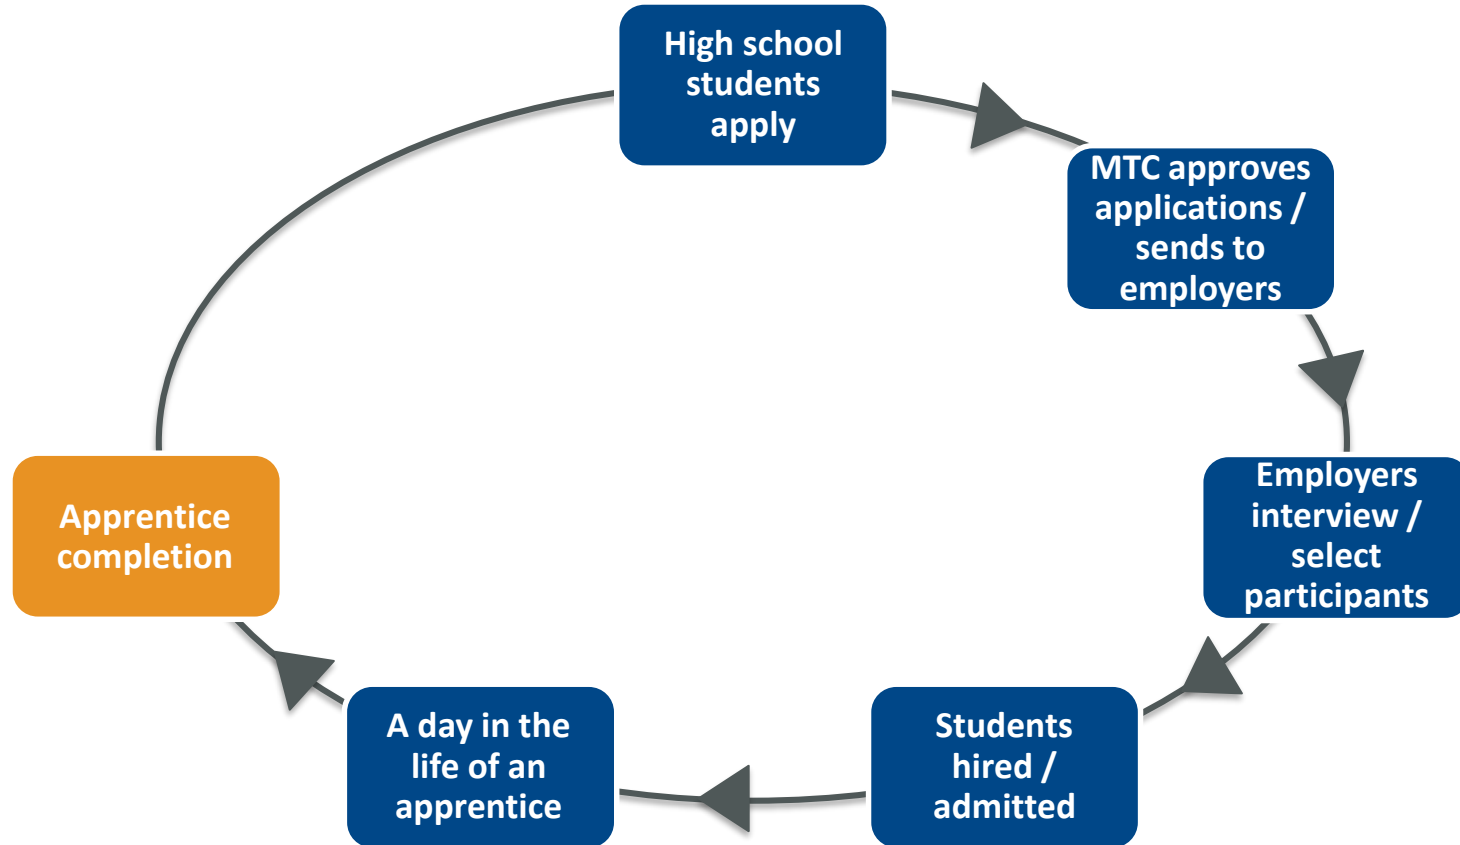 High school
students
apply
MTC approves
applications /
sends to
employers
Employers
interview /
select
participants
Students
hired /
admitted
A day in the
life of an
apprentice
Apprentice
completion